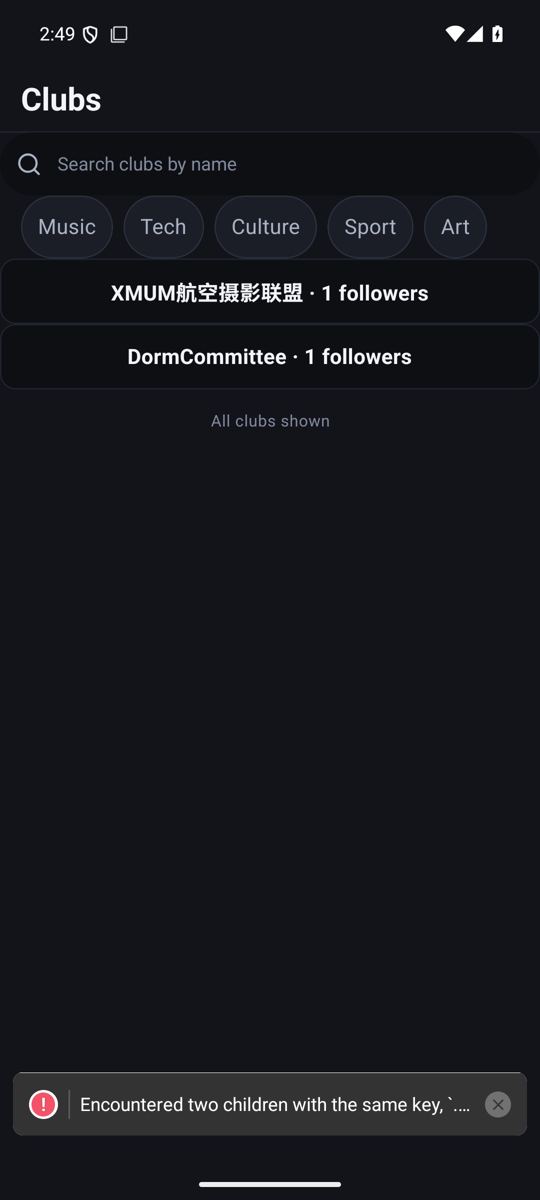 2:49
Clubs
Search clubs by name
Music Tech Culture Sport Art
XMUM航空摄影联盟 · 1 followers
DormCommittee · 1 followers
All clubs shown
! Encountered two children with the same key, `.…